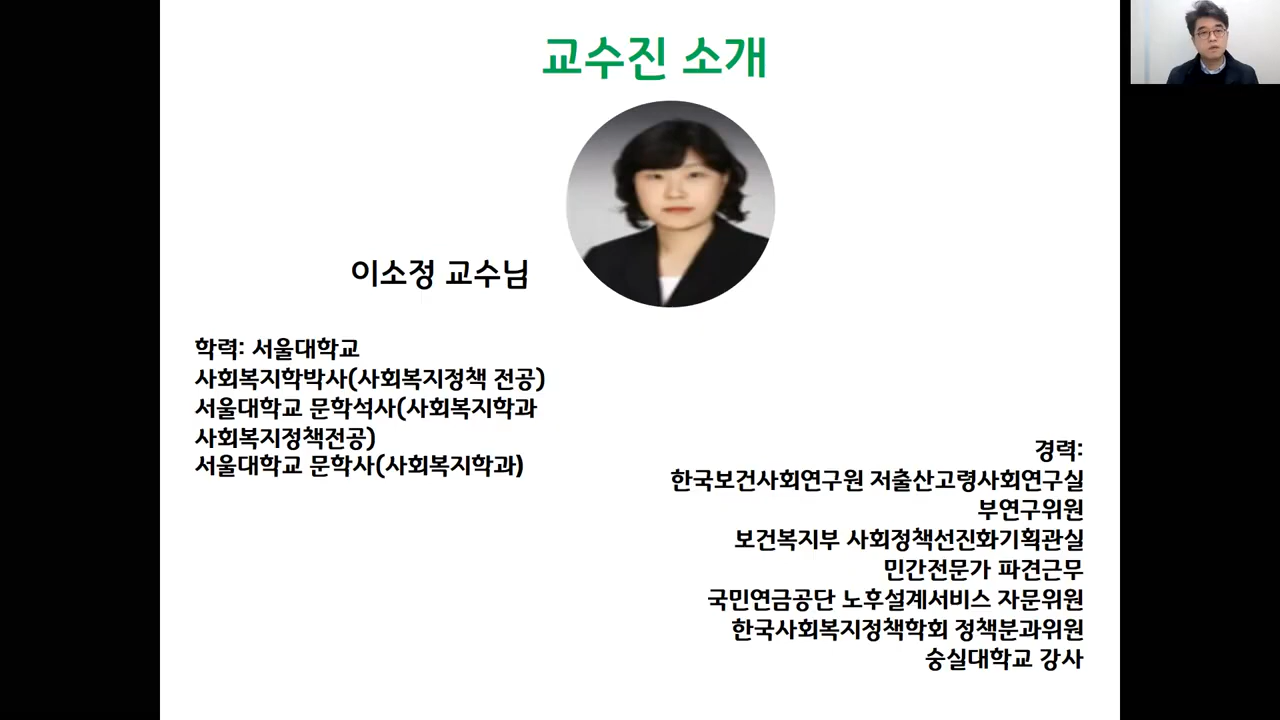 교수진 소개
이소정 교수님
학력: 서울대학교
사회복지학박사(사회복지정책 전공)
서울대학교 문학석사(사회복지학과
사회복지정책전공)
서울대학교 문학사(사회복지학과)
경력:
한국보건사회연구원 저출산고령사회연구실
부연구위원
보건복지부 사회정책선진화기획관실
민간전문가 파견근무
국민연금공단 노후설계서비스 자문위원
한국사회복지정책학회 정책분과위원
숭실대학교 강사